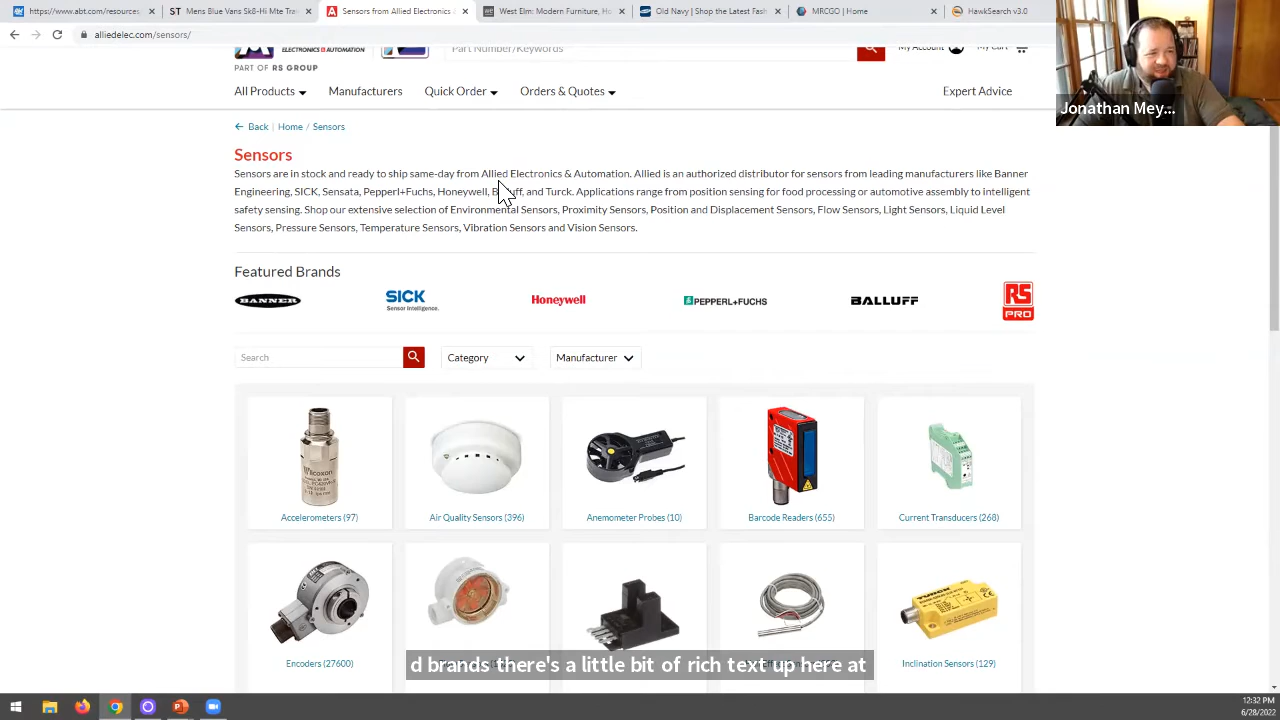 https://www.abt.com/resources
Mens Blue Vans Sk8-Hi Mte Tra
Sensors from Allied Electronics &
West Elm: Modern Furniture, Ho
Old Navy | Shop the Latest Fash
MRCGO | Home
HawkSearch v3.0
alliedelec.com/sensors/
ELECTRONICS & AUTOMATION
PART OF RS GROUP
Part Number/Keywords
My Account
My Cart
All Products
Manufacturers
Quick Order
Orders & Quotes
Expert Advice
Jonathan Mey...
Back | Home / Sensors
Sensors
Sensors are in stock and ready to ship same-day from Allied Electronics & Automation. Allied is an authorized distributor for sensors from leading manufacturers like Banner
Engineering, SICK, Sensata, Pepperl+Fuchs, Honeywell, Balluff, and Turck. Applications range from position sensing for food processing or automotive assembly to intelligent
safety sensing. Shop our extensive selection of Environmental Sensors, Proximity Sensors, Position and Displacement Sensors, Flow Sensors, Light Sensors, Liquid Level
Sensors, Pressure Sensors, Temperature Sensors, Vibration Sensors and Vision Sensors.
Featured Brands
BANNER
SICK
Sensor Intelligence.
Honeywell
PEPPERL+FUCHS
BALLUFF
RS
PRO
Search
Category
Manufacturer
Accelerometers (97)
Air Quality Sensors (396)
Anemometer Probes (10)
Barcode Readers (655)
Current Transducers (268)
Encoders (27600)
Inclination Sensors (129)
d brands there's a little bit of rich text up here at
12:32 PM
6/28/2022